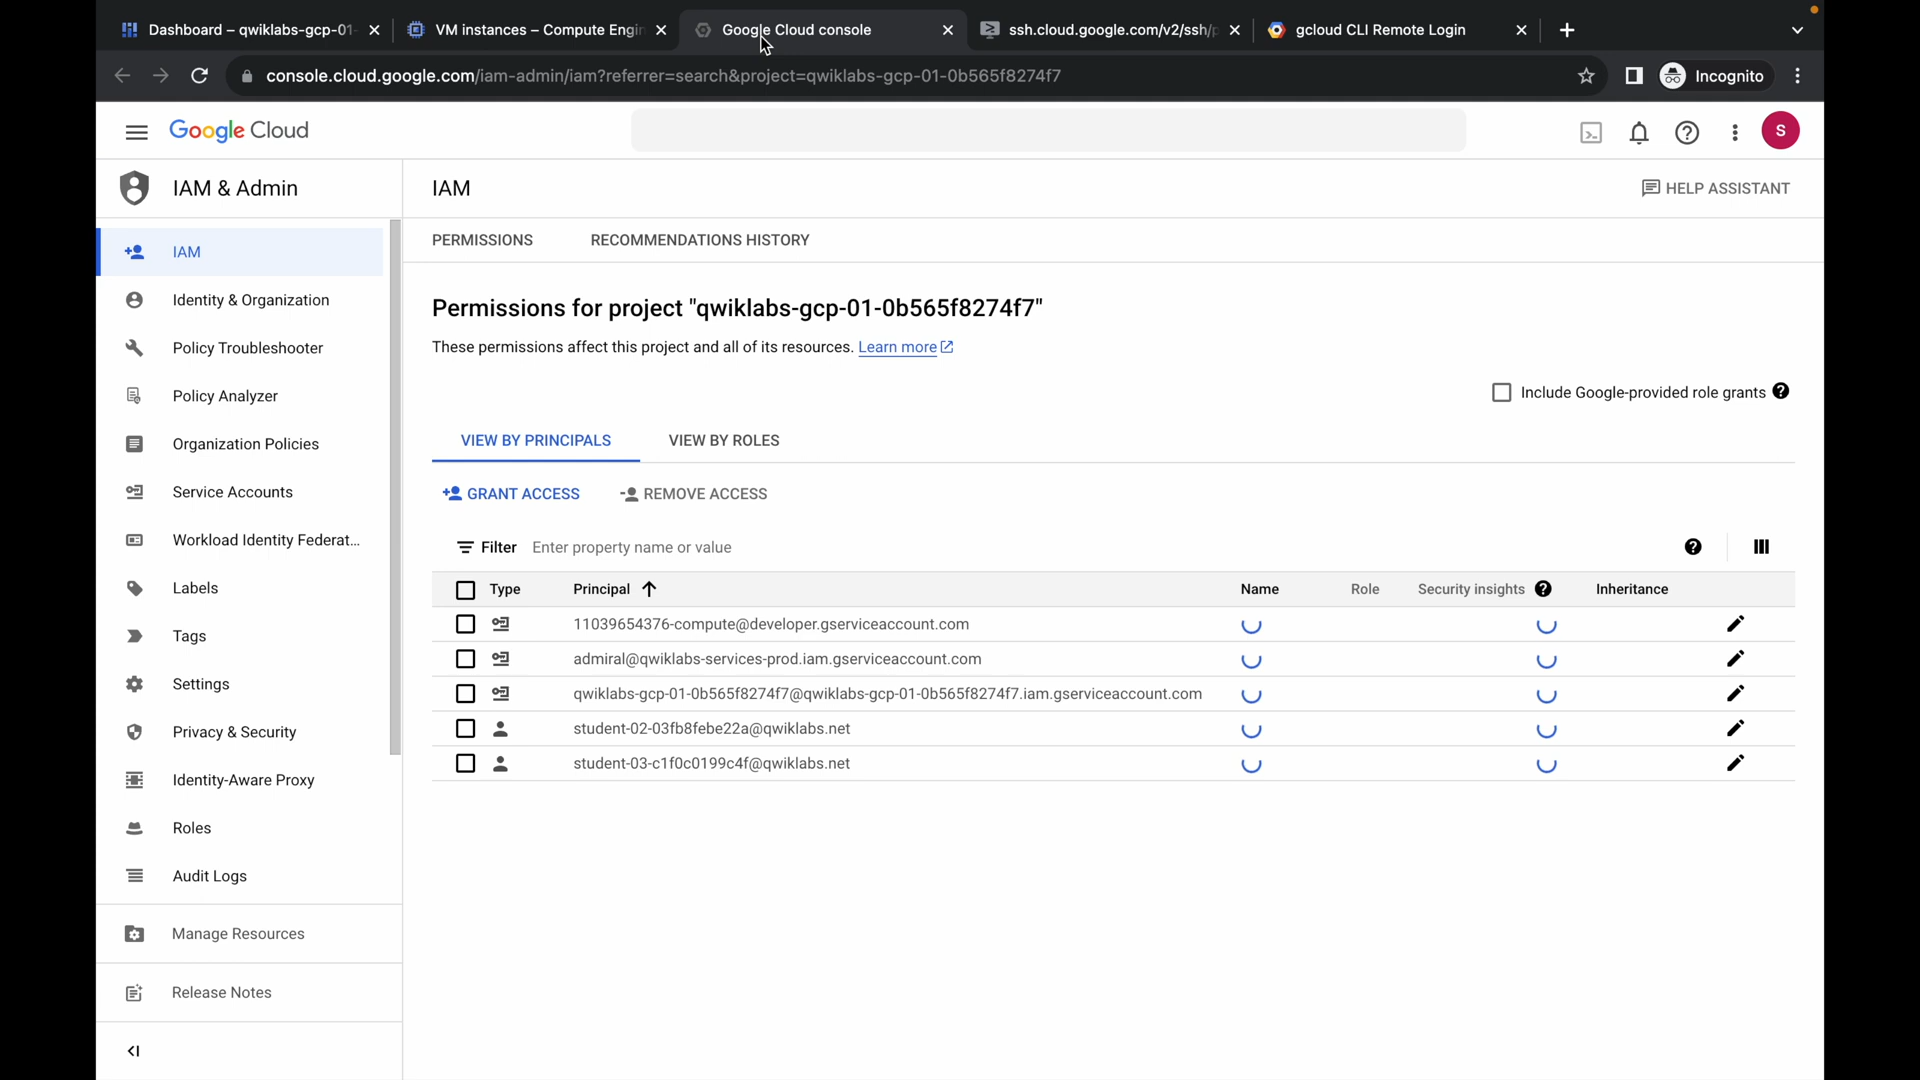 Dashboard – qwiklabs-gcp-01-
VM instances – Compute Engin
Google Cloud console
ssh.cloud.google.com/v2/ssh/p
gcloud CLI Remote Login
console.cloud.google.com/iam-admin/iam?referrer=search&project=qwiklabs-gcp-01-0b565f8274f7
Incognito
Google Cloud
S
IAM & Admin
IAM
HELP ASSISTANT
IAM
Identity & Organization
Policy Troubleshooter
Policy Analyzer
Organization Policies
Service Accounts
Workload Identity Federat...
Labels
Tags
Settings
Privacy & Security
Identity-Aware Proxy
Roles
Audit Logs
Manage Resources
Release Notes
PERMISSIONS
RECOMMENDATIONS HISTORY
Permissions for project "qwiklabs-gcp-01-0b565f8274f7"
These permissions affect this project and all of its resources. Learn more
Include Google-provided role grants
VIEW BY PRINCIPALS
VIEW BY ROLES
GRANT ACCESS
REMOVE ACCESS
Filter Enter property name or value
Type Principal Name Role Security insights Inheritance
11039654376-compute@developer.gserviceaccount.com
admiral@qwiklabs-services-prod.iam.gserviceaccount.com
qwiklabs-gcp-01-0b565f8274f7@qwiklabs-gcp-01-0b565f8274f7.iam.gserviceaccount.com
student-02-03fb8febe22a@qwiklabs.net
student-03-c1f0c0199c4f@qwiklabs.net